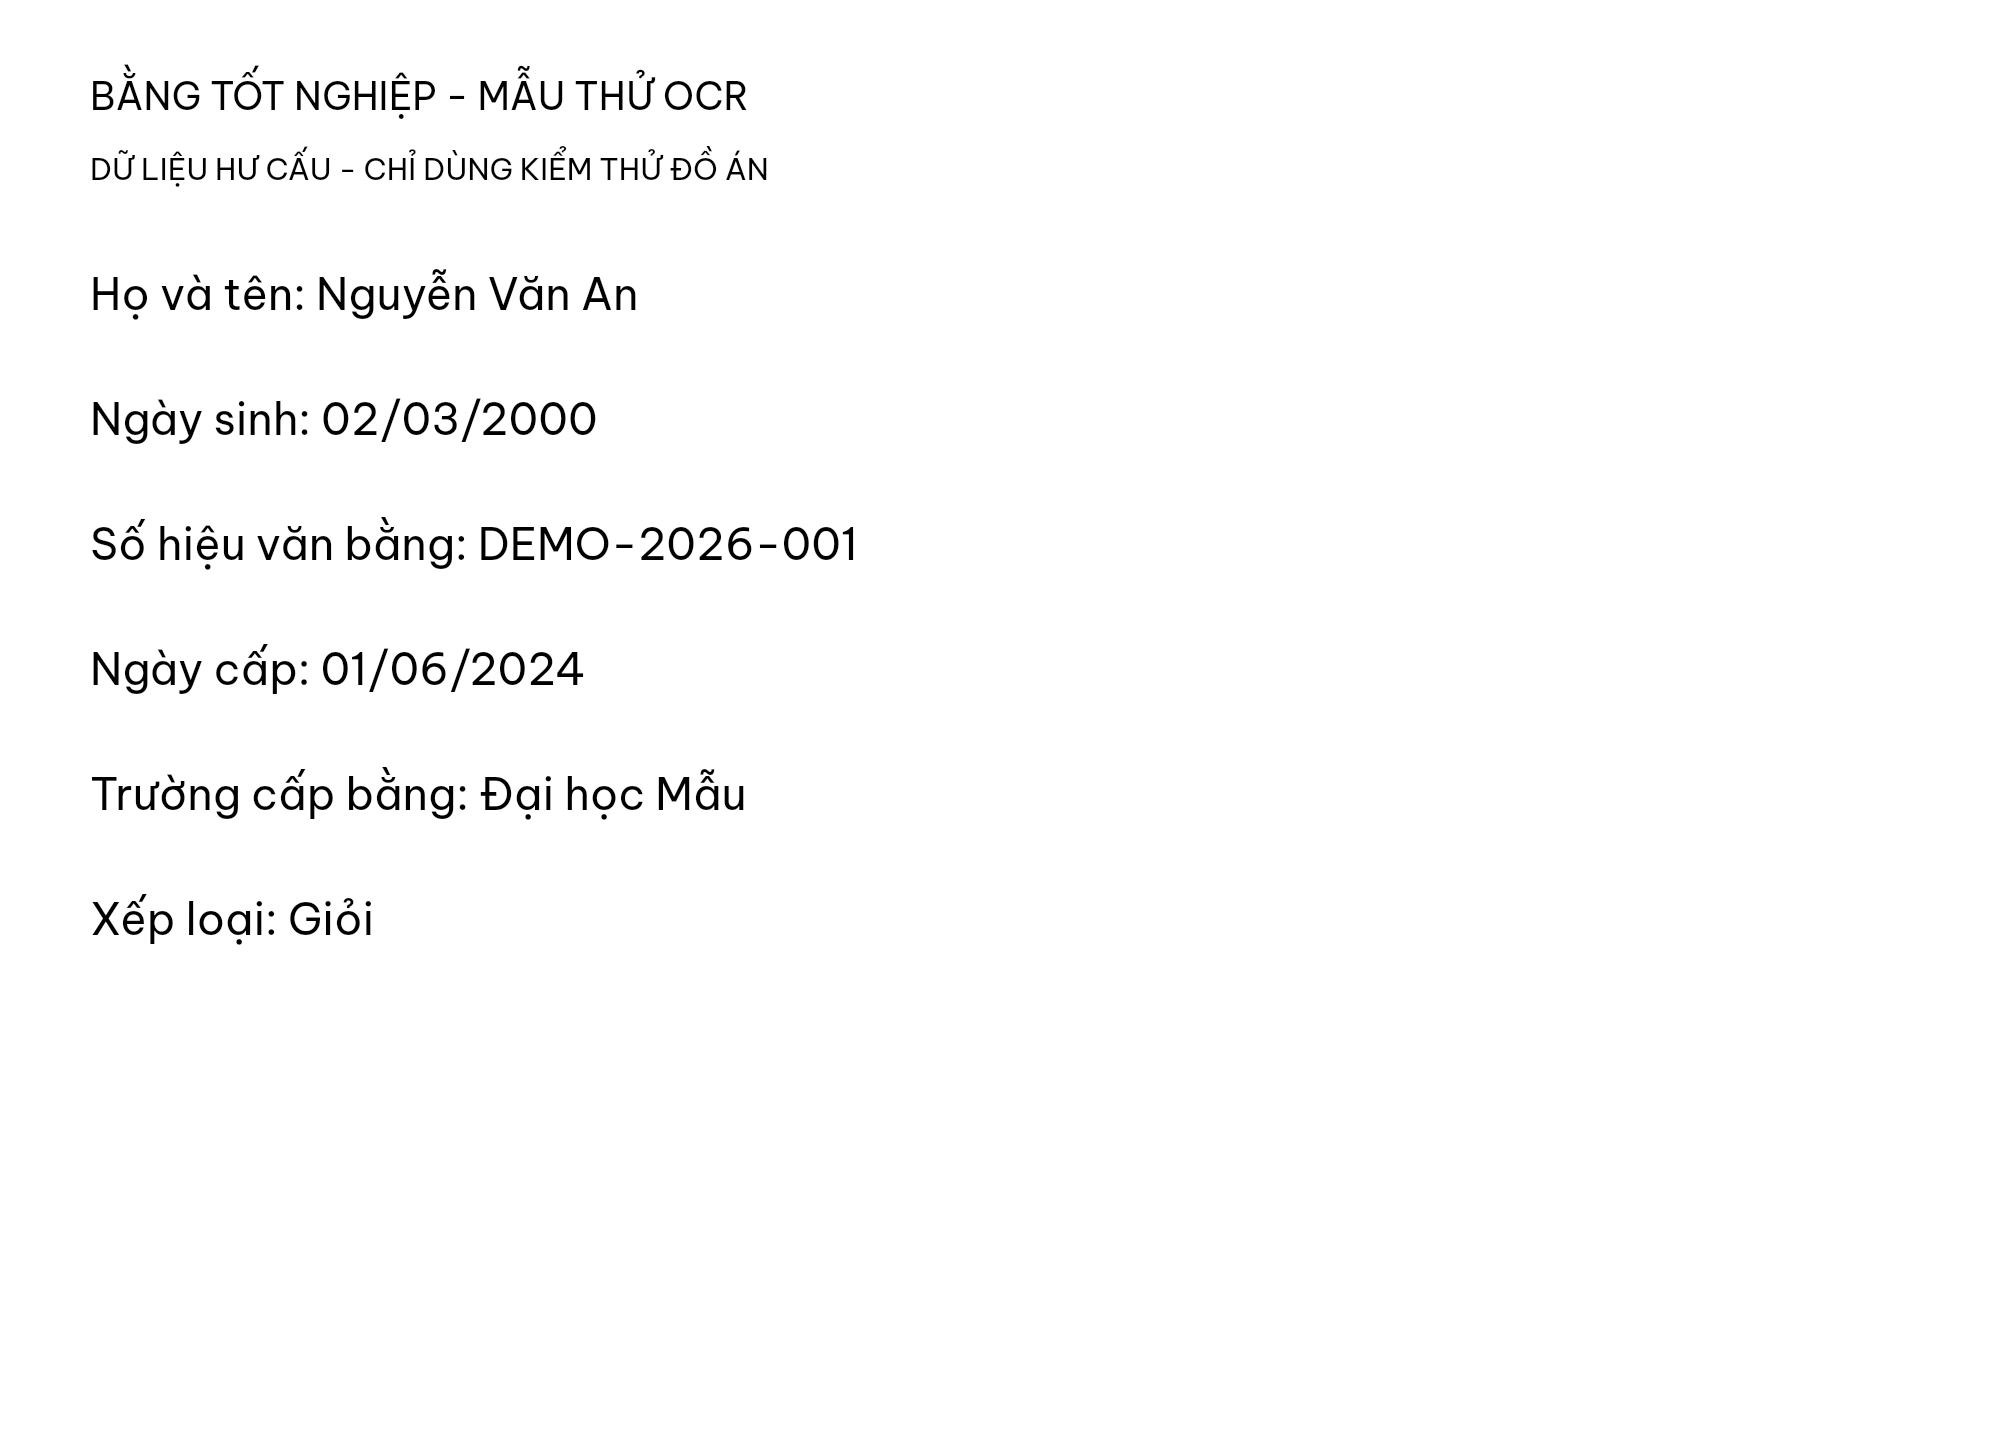 BẰNG TỐT NGHIỆP - MẪU THỬ OCR
DỮ LIỆU HƯ CẤU - CHỈ DÙNG KIỂM THỬ ĐỒ ÁN
Họ và tên: Nguyễn Văn An
Ngày sinh: 02/03/2000
Số hiệu văn bằng: DEMO-2026-001
Ngày cấp: 01/06/2024
Trường cấp bằng: Đại học Mẫu
Xếp loại: Giỏi